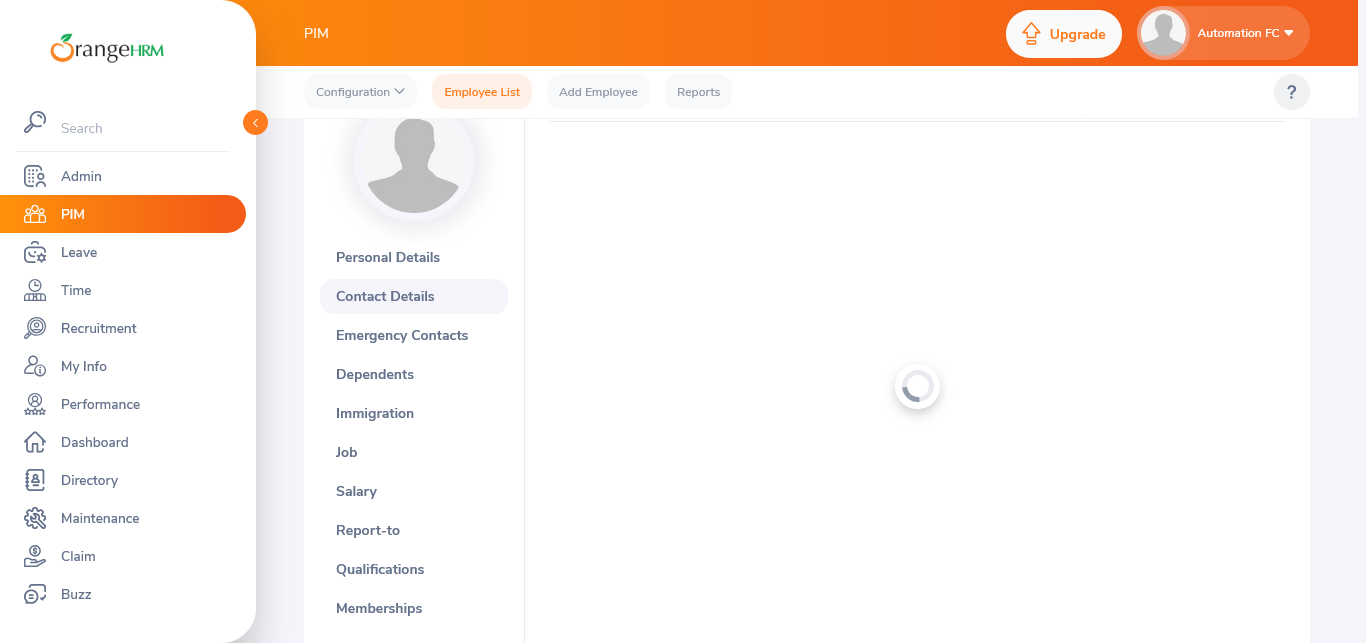 OrangeHRM
PIM
Upgrade
Automation FC
Configuration
Employee List
Add Employee
Reports
?
Search
Admin
PIM
Leave
Time
Recruitment
My Info
Performance
Dashboard
Directory
Maintenance
Claim
Buzz
Personal Details
Contact Details
Emergency Contacts
Dependents
Immigration
Job
Salary
Report-to
Qualifications
Memberships